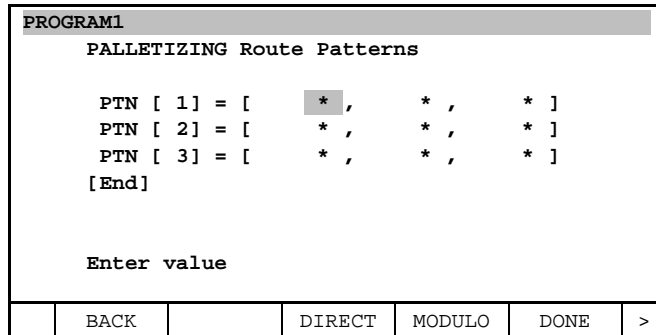 PROGRAM1
PALLETIZING Route Patterns
PTN [ 1] = [ * , * , * ]
PTN [ 2] = [ * , * , * ]
PTN [ 3] = [ * , * , * ]
[End]
Enter value
BACK DIRECT MODULO DONE >